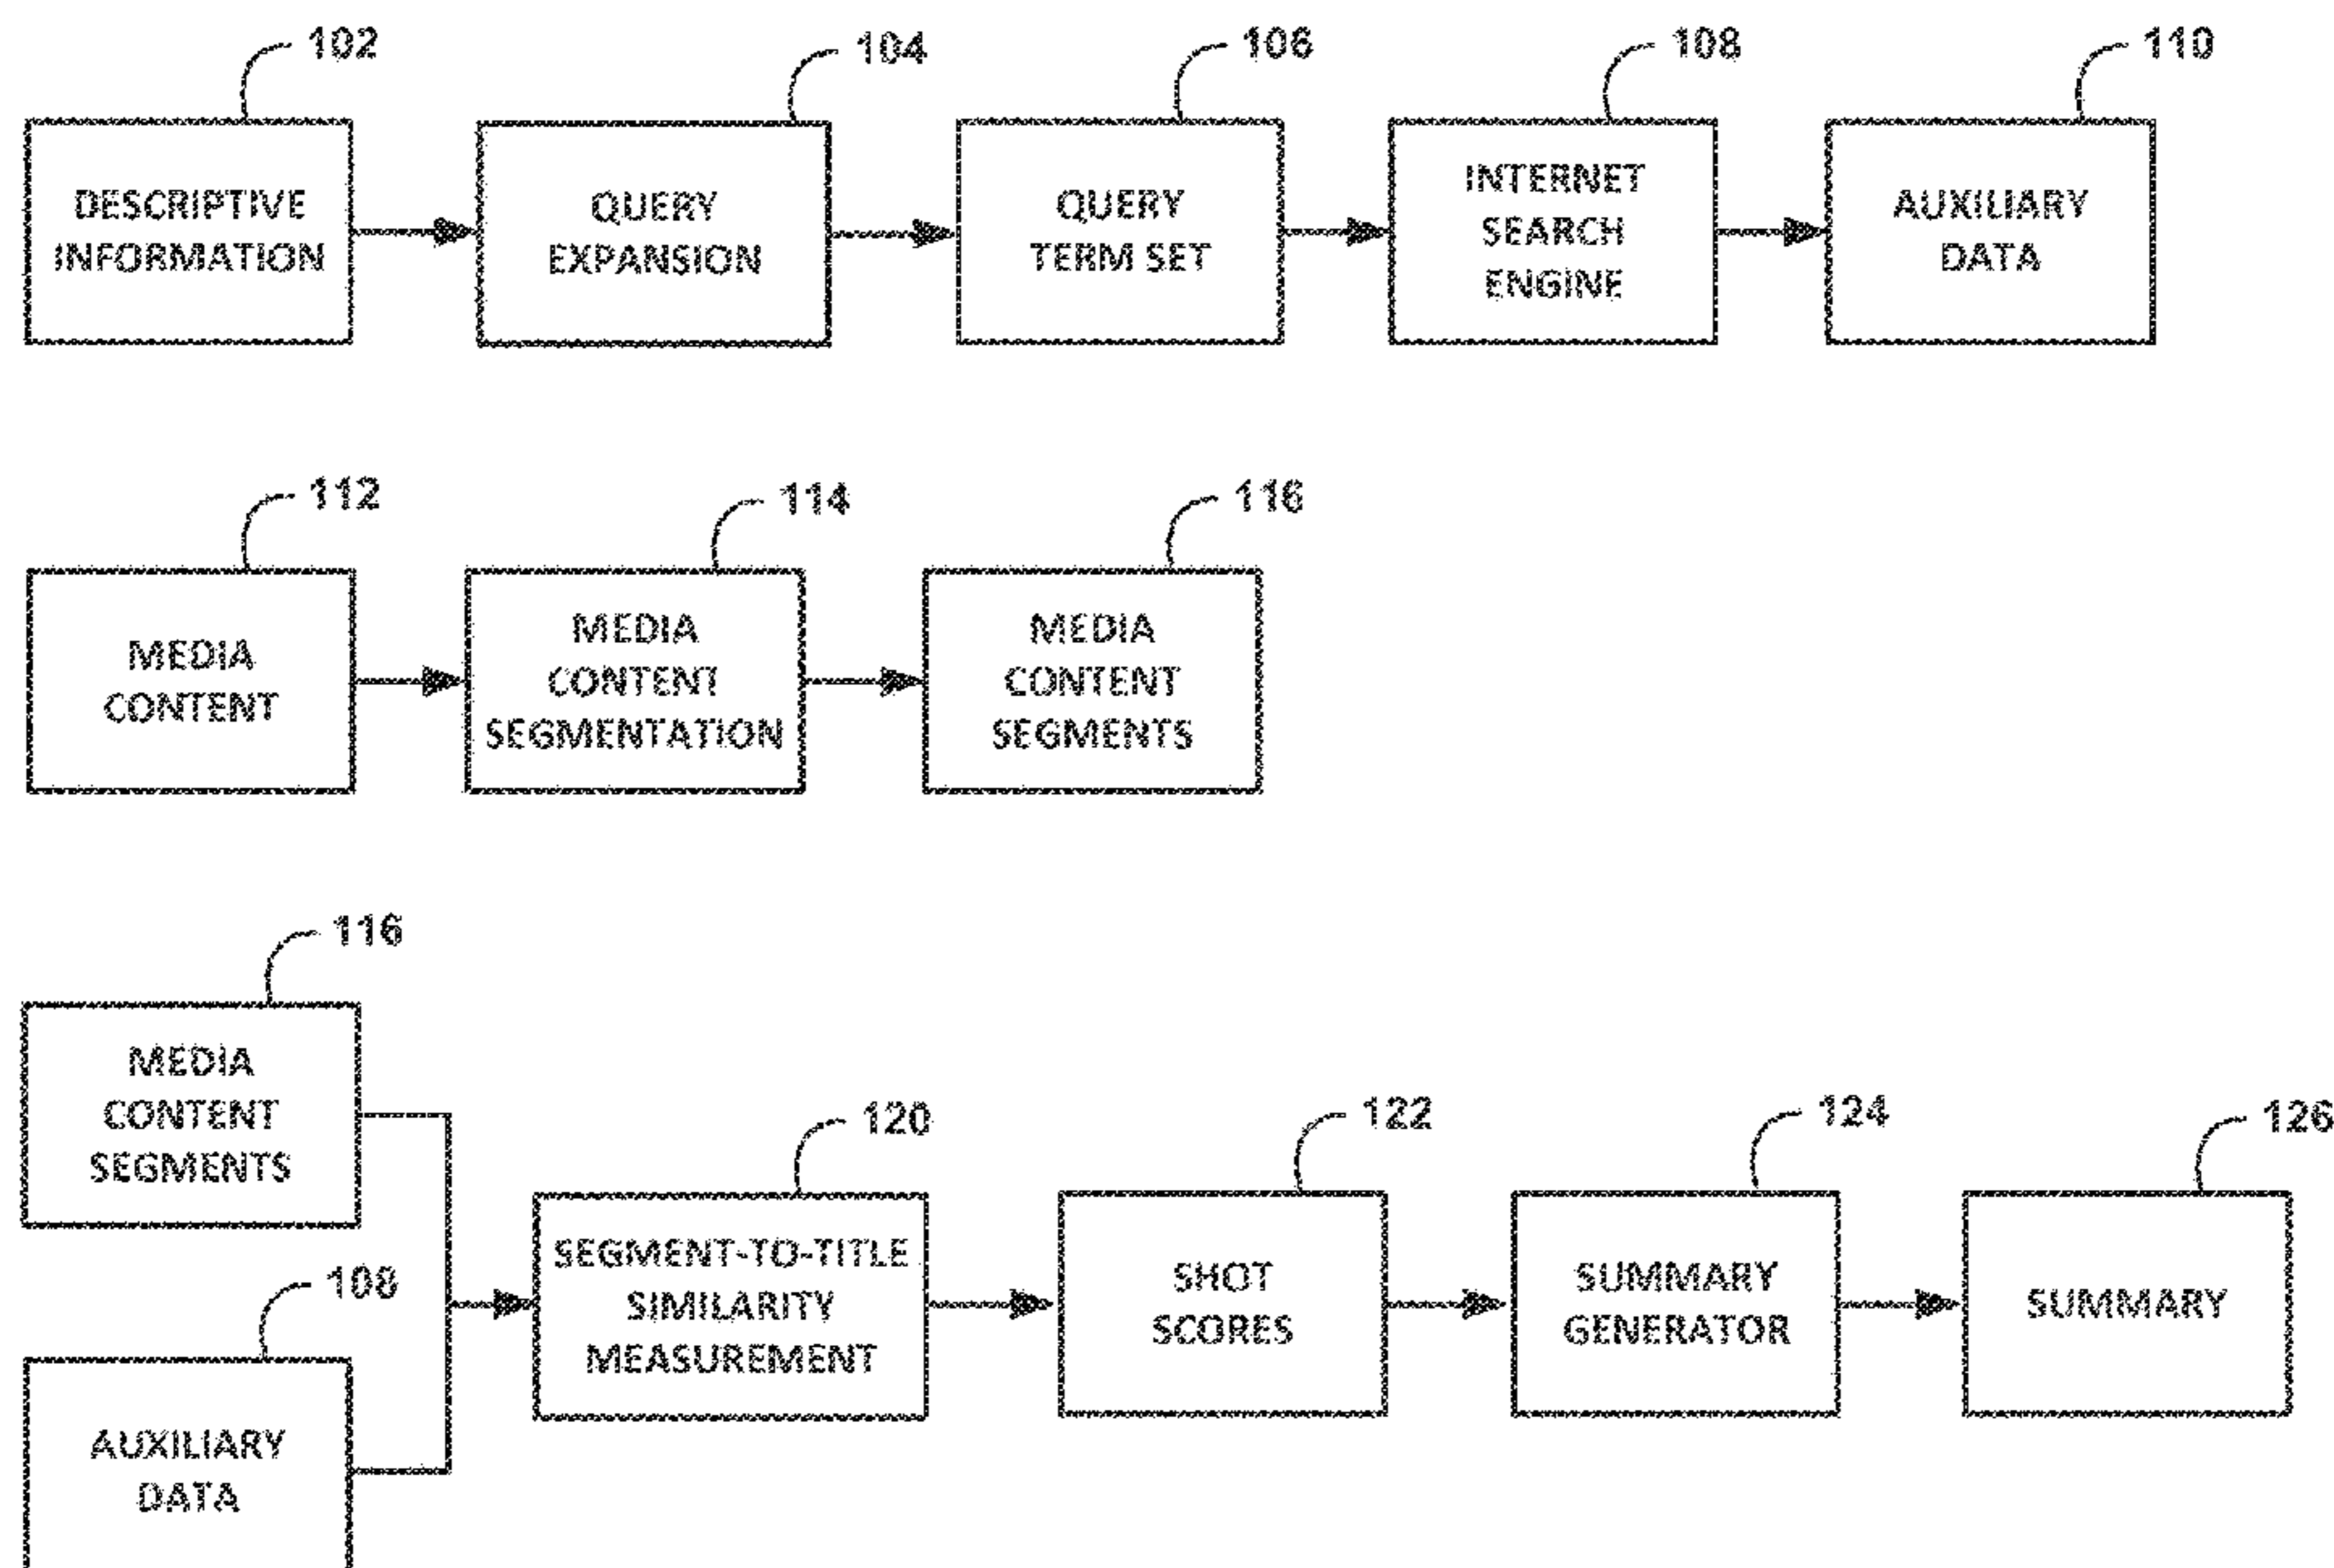 102
104
106
108
110
DESCRIPTIVE
INFORMATION
QUERY
EXPANSION
QUERY
TERM SET
INTERNET
SEARCH
ENGINE
AUXILIARY
DATA
112
114
116
MEDIA
CONTENT
MEDIA
CONTENT
SEGMENTATION
MEDIA
CONTENT
SEGMENTS
116
MEDIA
CONTENT
SEGMENTS
108
AUXILIARY
DATA
120
SEGMENT-TO-TITLE
SIMILARITY
MEASUREMENT
122
SHOT
SCORES
124
SUMMARY
GENERATOR
126
SUMMARY